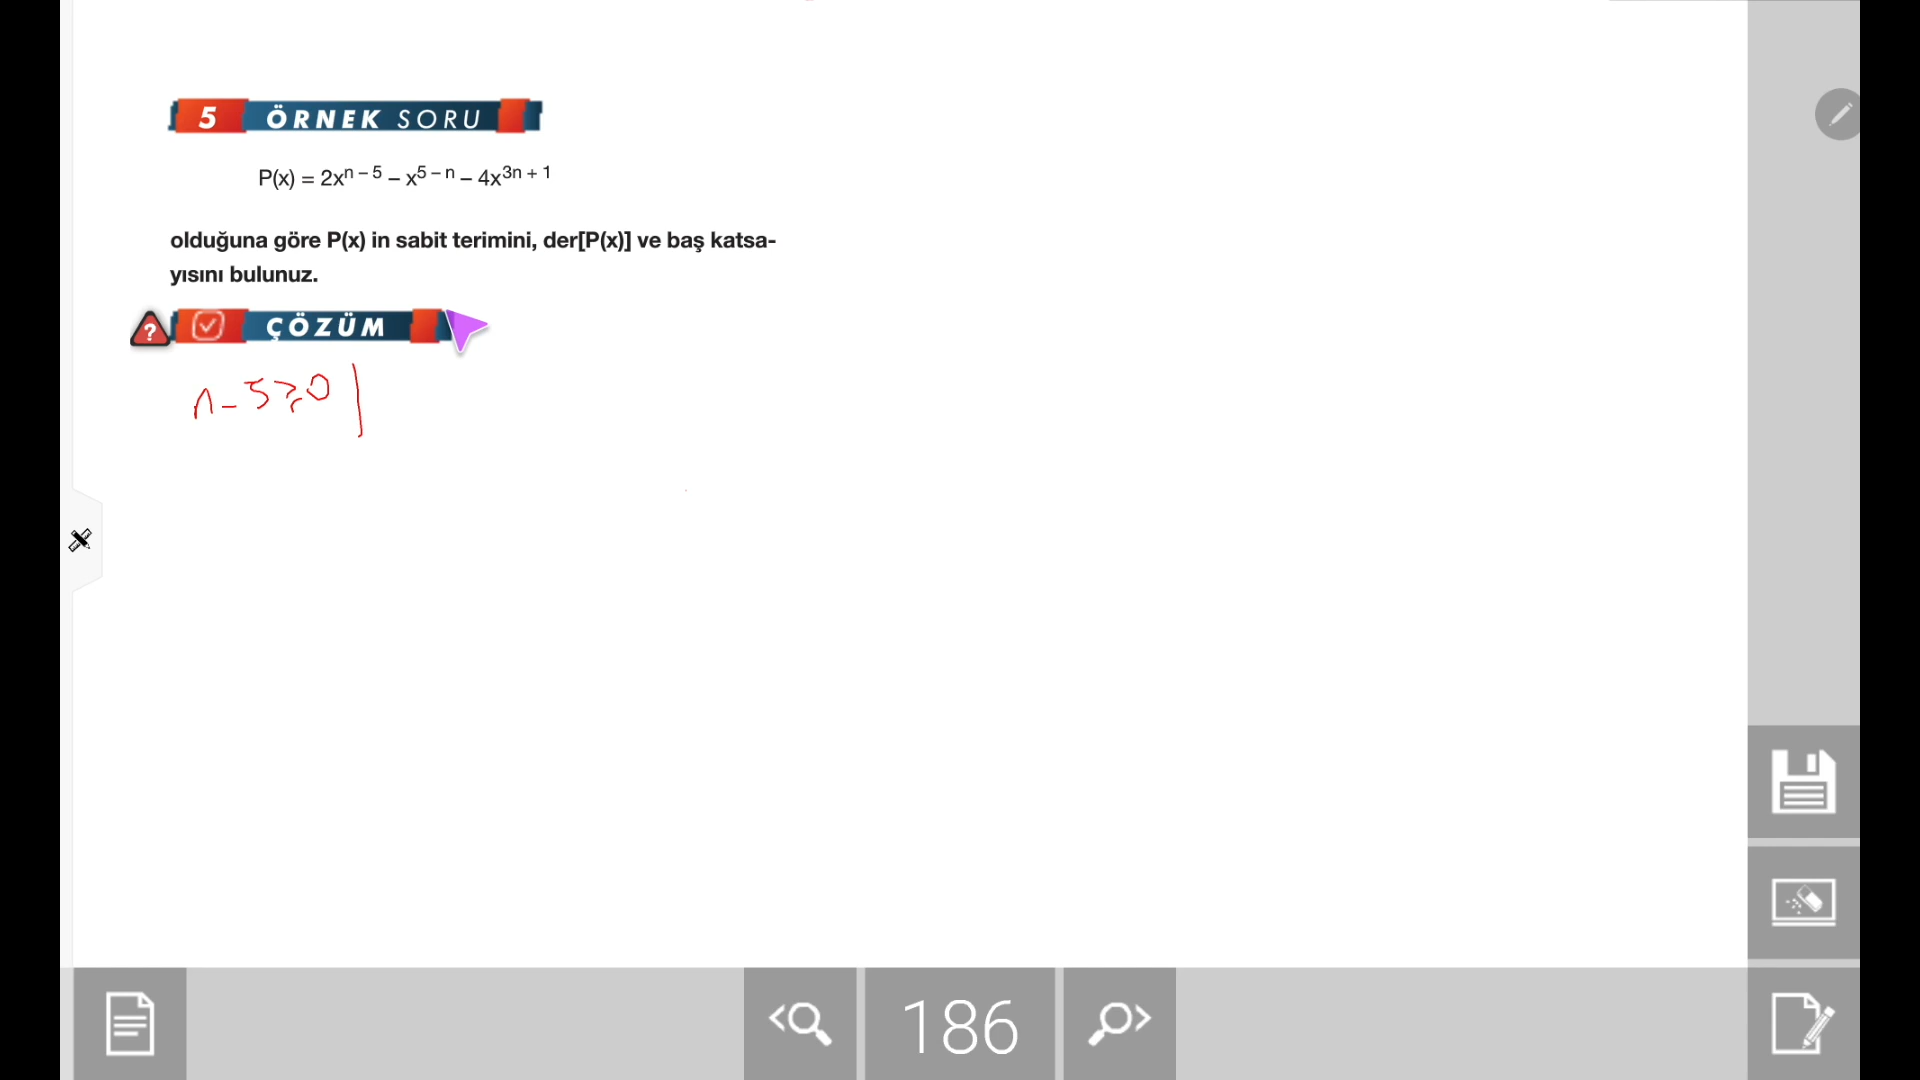 5 ÖRNEK SORU
P(x) = 2xⁿ ⁻ ⁵ – x⁵ ⁻ ⁿ – 4x³ⁿ ⁺ ¹
olduğuna göre P(x) in sabit terimini, der[P(x)] ve baş katsa-
yısını bulunuz.
? ÇÖZÜM
n - 5 ≥ 0 |
186